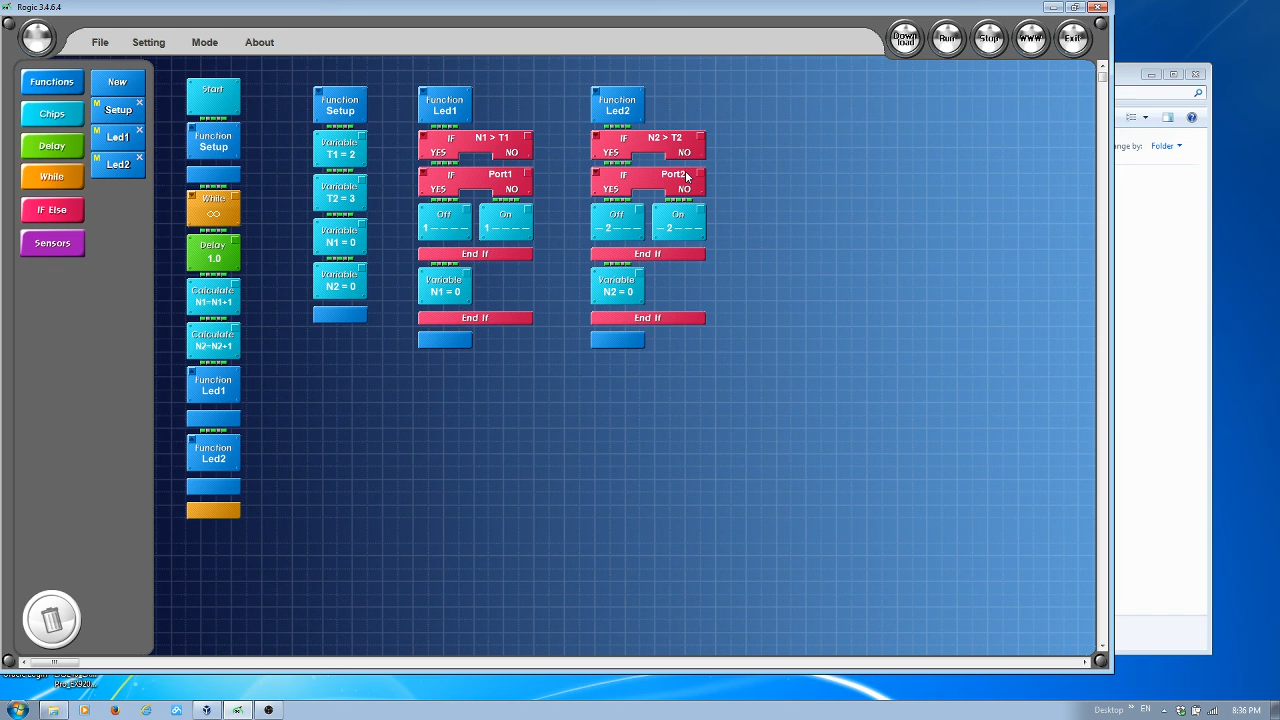 Rogic 3.4.6.4
File Setting Mode About
Down load Run Stop WWW Exit
Functions
Chips
Delay
While
IF Else
Sensors
New
M Setup X
M Led1 X
M Led2 X
Start
Function
Setup
While
∞
Delay
1.0
Calculate
N1=N1+1
Calculate
N2=N2+1
Function
Led1
Function
Led2
Function
Setup
Variable
T1 = 2
Variable
T2 = 3
Variable
N1 = 0
Variable
N2 = 0
Function
Led1
IF N1 > T1
YES NO
IF Port1
YES NO
Off On
1 – – – – 1 – – – –
End If
Variable
N1 = 0
End If
Function
Led2
IF N2 > T2
YES NO
IF Port2
YES NO
Off On
– 2 – – – – 2 – – –
End If
Variable
N2 = 0
End If
ange by: Folder
Desktop » EN 8:36 PM